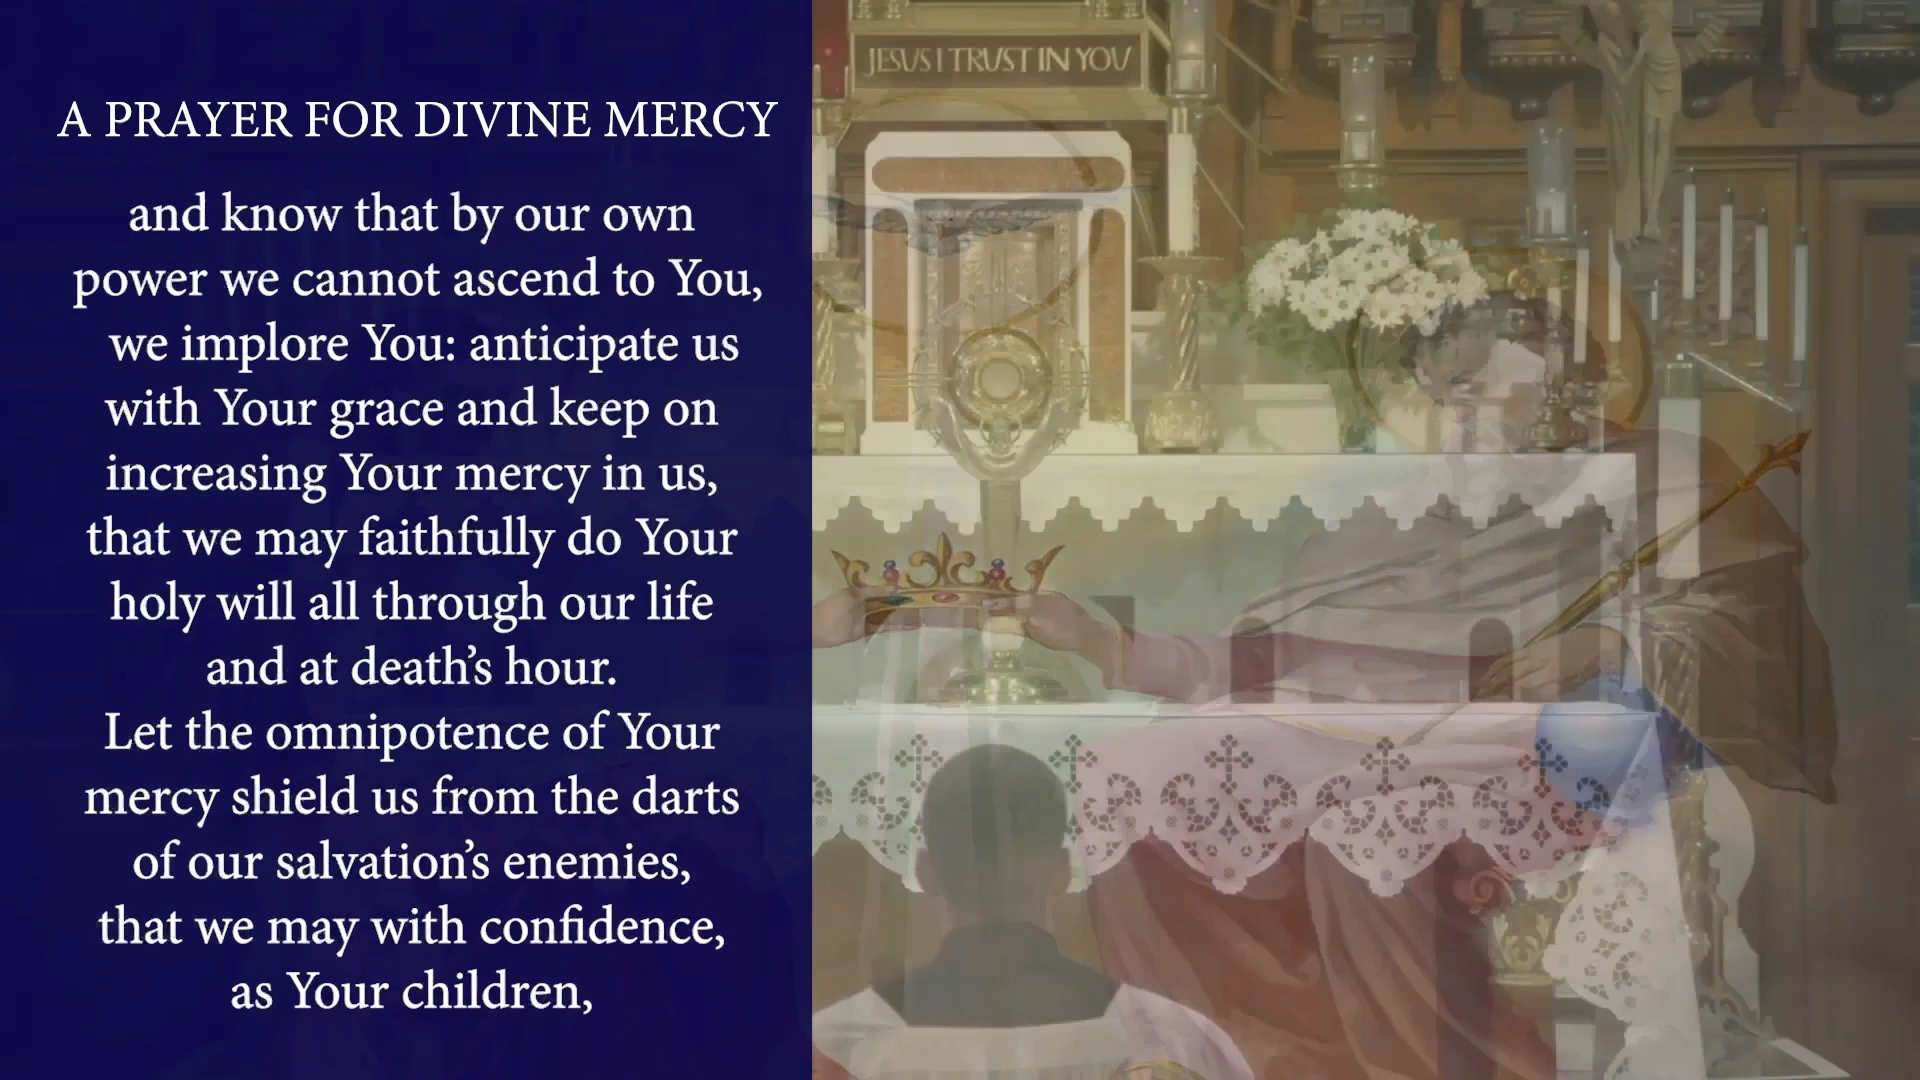 A PRAYER FOR DIVINE MERCY
and know that by our own
power we cannot ascend to You,
we implore You: anticipate us
with Your grace and keep on
increasing Your mercy in us,
that we may faithfully do Your
holy will all through our life
and at death’s hour.
Let the omnipotence of Your
mercy shield us from the darts
of our salvation’s enemies,
that we may with confidence,
as Your children,
JESUS I TRUST IN YOU